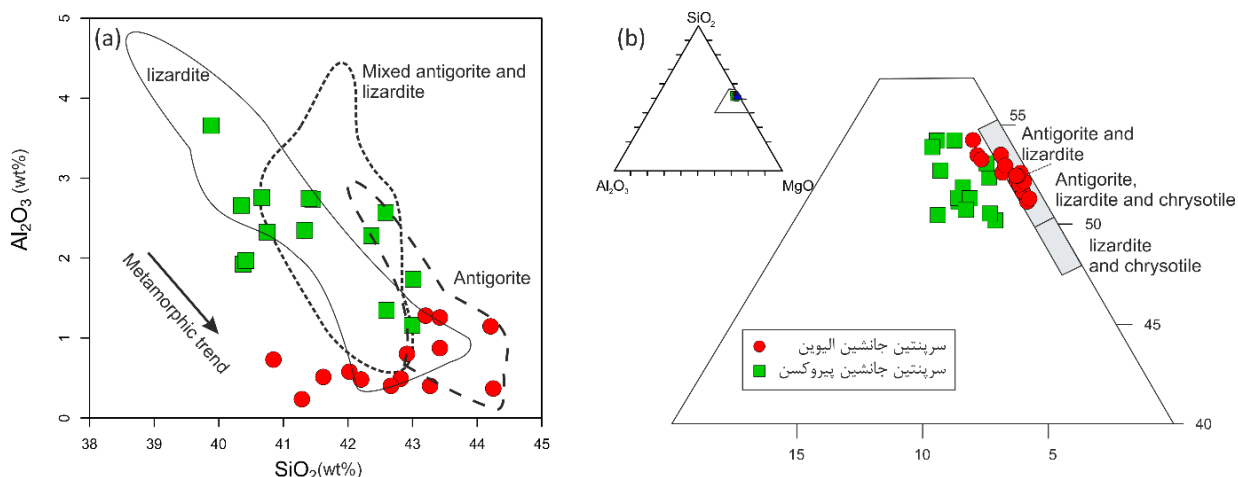 (a)
5
4
3
2
1
0
Al₂O₃ (wt%)
lizardite
Mixed antigorite and
lizardite
Antigorite
Metamorphic trend
38
39
40
41
42
43
44
45
SiO₂(wt%)
(b)
SiO₂
Al₂O₃
MgO
55
Antigorite and
lizardite
Antigorite,
lizardite and chrysotile
50
lizardite
and chrysotile
45
40
سرپنتین جانشین الیوین
سرپنتین جانشین پیروکسن
15
10
5